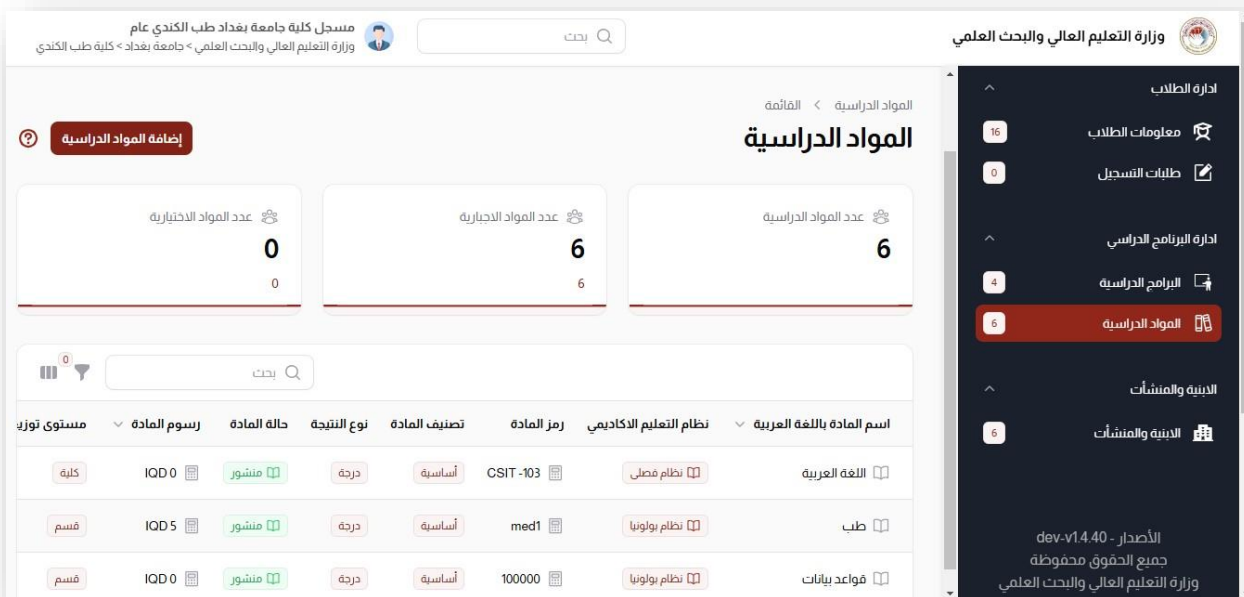 وزارة التعليم العالي والبحث العلمي
بحث
مسجل كلية جامعة بغداد طب الكندي عام
وزارة التعليم العالي والبحث العلمي > جامعة بغداد > كلية طب الكندي
ادارة الطلاب
معلومات الطلاب 16
طلبات التسجيل 0
ادارة البرنامج الدراسي
البرامج الدراسية 4
المواد الدراسية 6
الابنية والمنشأت
الابنية والمنشأت 6
الأصدار - dev-v1.4.40
جميع الحقوق محفوظة
وزارة التعليم العالي والبحث العلمي
المواد الدراسية > القائمة
المواد الدراسية
إضافة المواد الدراسية
عدد المواد الدراسية
6
عدد المواد الاجبارية
6
6
عدد المواد الاختيارية
0
0
بحث
0
اسم المادة باللغة العربية نظام التعليم الاكاديمي رمز المادة تصنيف المادة نوع النتيجة حالة المادة رسوم المادة مستوى توزي
اللغة العربية نظام فصلي CSIT -103 أساسية درجة منشور IQD 0 كلية
طب نظام بولونيا med1 أساسية درجة منشور IQD 5 قسم
قواعد بيانات نظام بولونيا 100000 أساسية درجة منشور IQD 0 قسم